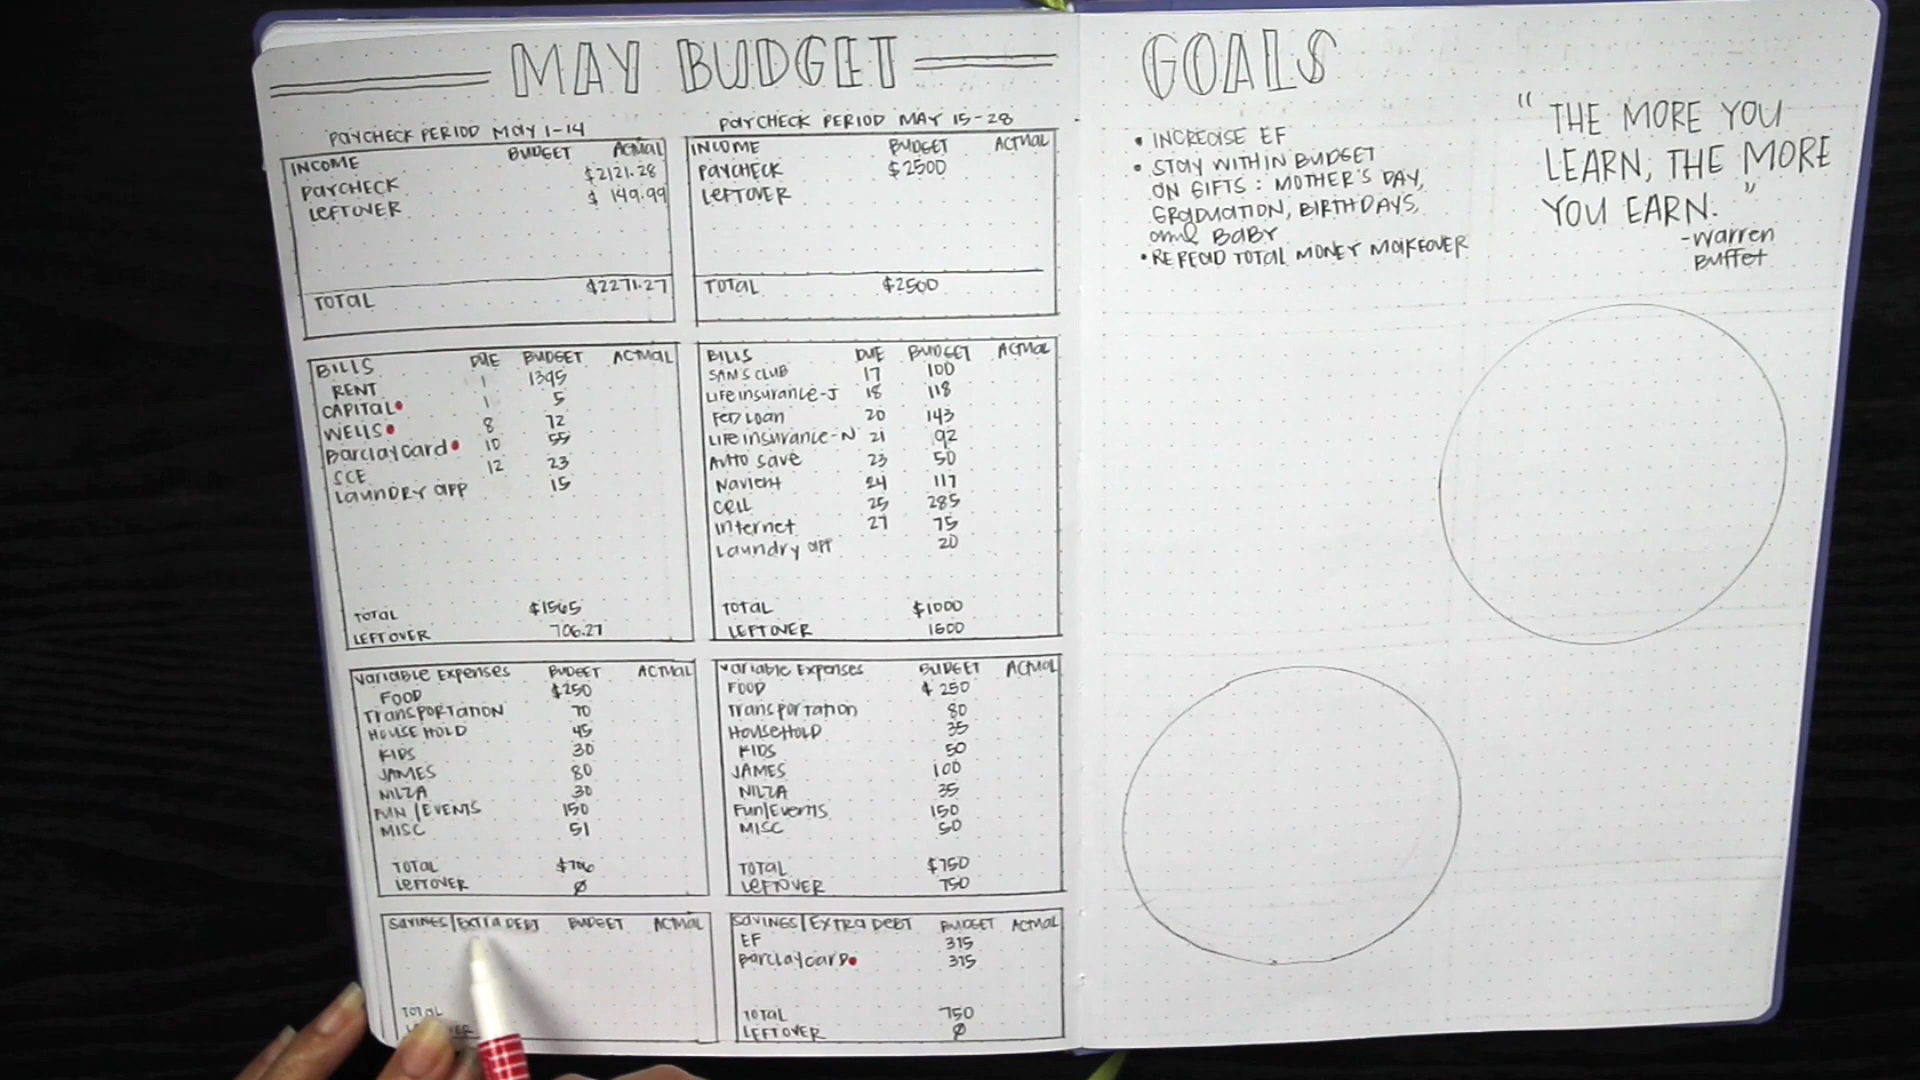 MAY BUDGET
PAYCHECK PERIOD MAY 1-14
INCOME BUDGET ACTUAL
PAYCHECK $2121.28
LEFTOVER $ 149.99
TOTAL $2271.27
BILLS DUE BUDGET ACTUAL
RENT 1 1395
CAPITAL 1 5
WELLS 8 72
Barclaycard 10 55
SCE 12 23
Laundry app 15
TOTAL $1565
LEFTOVER 706.27
Variable Expenses BUDGET ACTUAL
FOOD $250
Transportation 70
HOUSEHOLD 45
KIDS 30
JAMES 80
NILZA 30
FUN/EVENTS 150
MISC 51
TOTAL $706
LEFTOVER Ø
SAVINGS/EXTRA DEBT BUDGET ACTUAL
TOTAL
PAYCHECK PERIOD MAY 15-28
INCOME BUDGET ACTUAL
PAYCHECK $2500
LEFTOVER
TOTAL $2500
BILLS DUE BUDGET ACTUAL
SAMS CLUB 17 100
Life insurance-J 18 118
Fed Loan 20 143
Life insurance-N 21 92
Auto save 23 50
Navient 24 117
Cell 25 285
Internet 27 75
Laundry app 20
TOTAL $1000
LEFTOVER 1500
Variable Expenses BUDGET ACTUAL
FOOD $250
Transportation 80
HOUSEHOLD 35
KIDS 50
JAMES 100
NILZA 35
Fun/Events 150
MISC 50
TOTAL $750
LEFTOVER 750
SAVINGS/EXTRA DEBT BUDGET ACTUAL
EF
Barclaycard
TOTAL 750
LEFTOVER Ø
GOALS
• INCREASE EF
• STAY WITHIN BUDGET
ON GIFTS: MOTHER'S DAY,
GRADUATION, BIRTHDAYS,
and BABY
• REREAD TOTAL MONEY MAKEOVER
"THE MORE YOU
LEARN, THE MORE
YOU EARN."
-Warren
Buffet